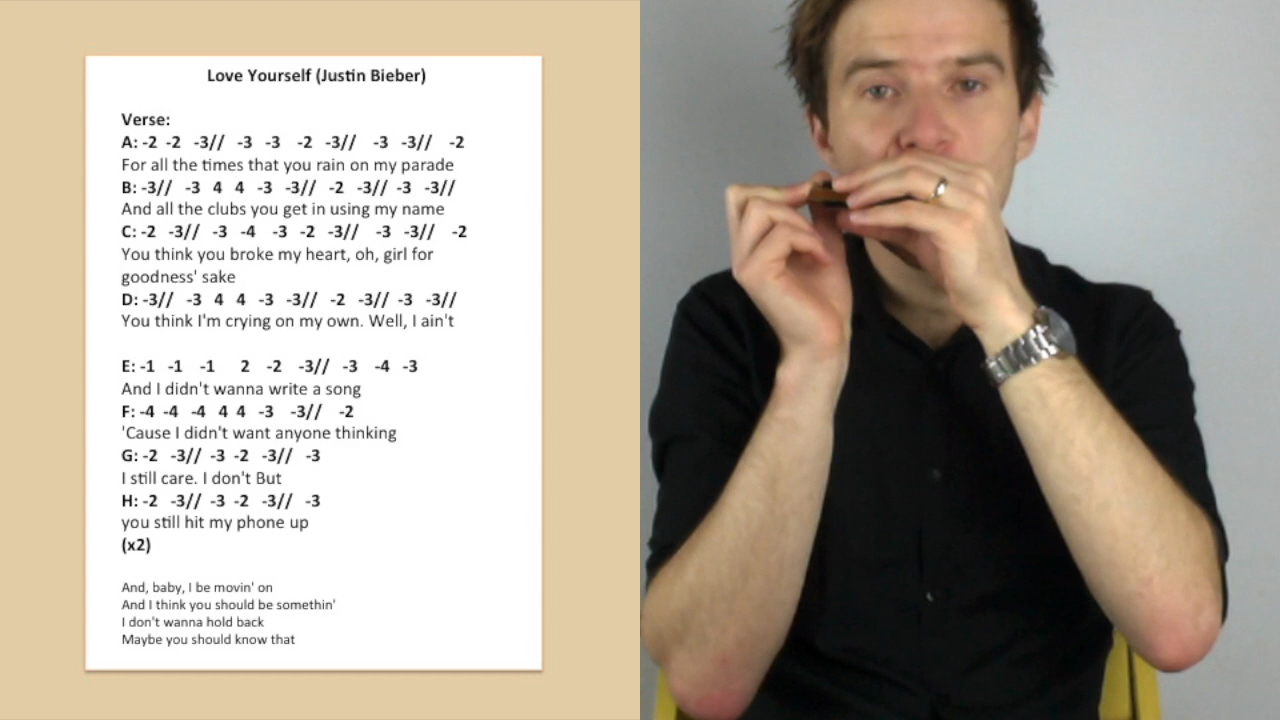 Love Yourself (Justin Bieber)
Verse:
A: -2 -2 -3// -3 -3 -2 -3// -3 -3// -2
For all the times that you rain on my parade
B: -3// -3 4 4 -3 -3// -2 -3// -3 -3//
And all the clubs you get in using my name
C: -2 -3// -3 -4 -3 -2 -3// -3 -3// -2
You think you broke my heart, oh, girl for
goodness' sake
D: -3// -3 4 4 -3 -3// -2 -3// -3 -3//
You think I'm crying on my own. Well, I ain't
E: -1 -1 -1 2 -2 -3// -3 -4 -3
And I didn't wanna write a song
F: -4 -4 -4 4 4 -3 -3// -2
'Cause I didn't want anyone thinking
G: -2 -3// -3 -2 -3// -3
I still care. I don't But
H: -2 -3// -3 -2 -3// -3
you still hit my phone up
(x2)
And, baby, I be movin' on
And I think you should be somethin'
I don't wanna hold back
Maybe you should know that